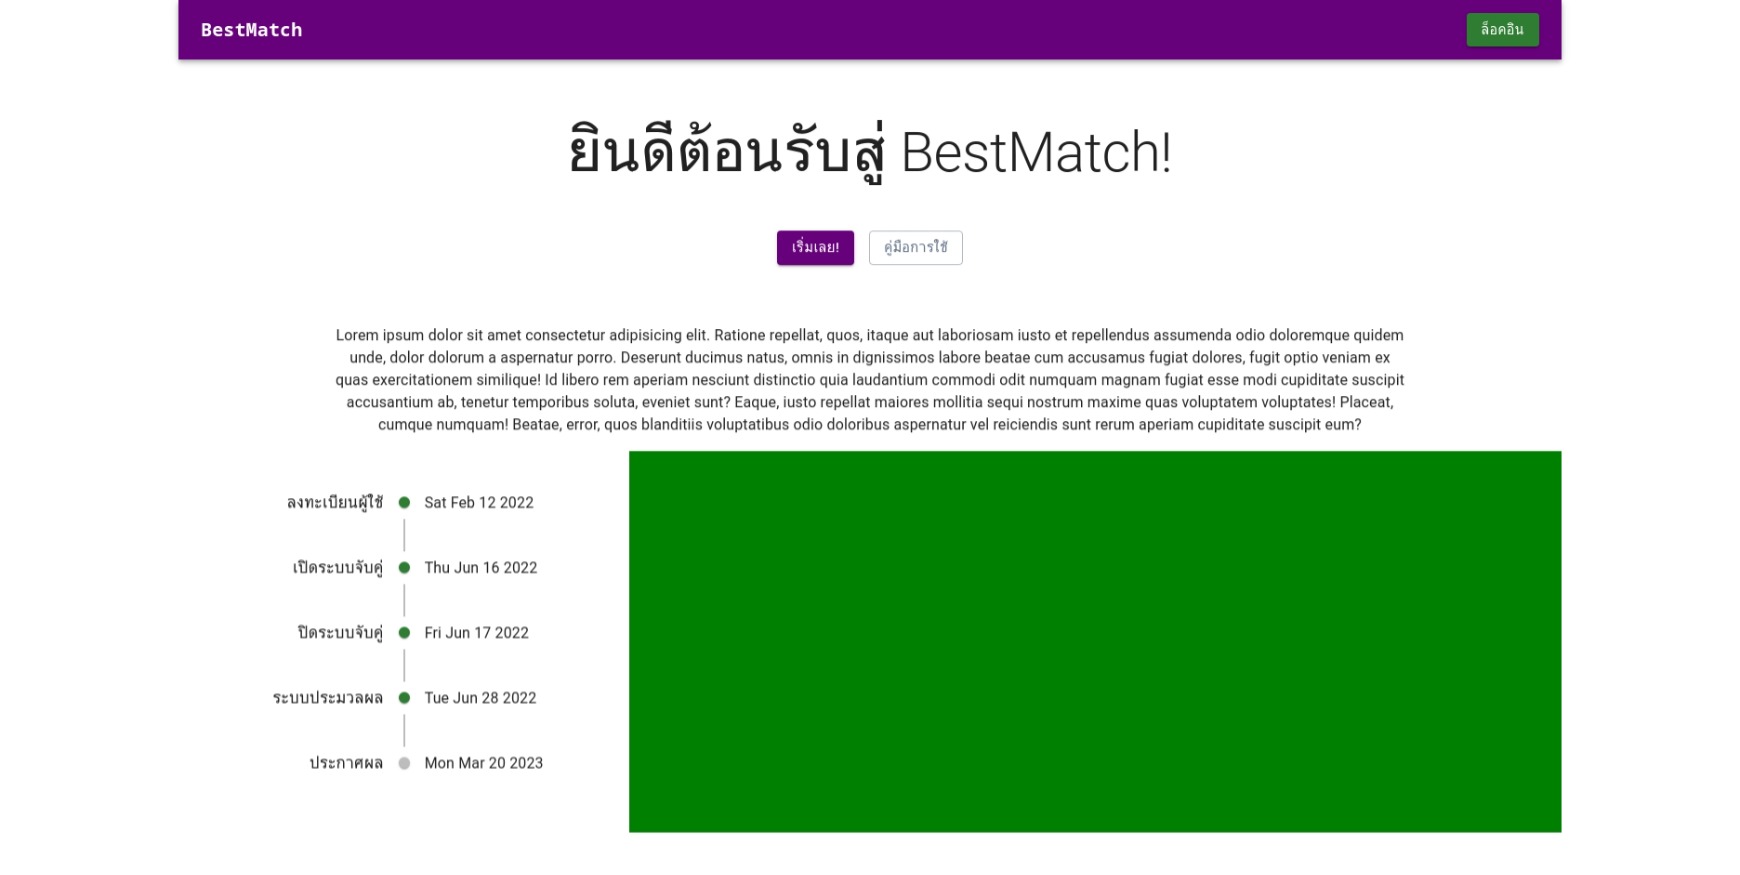 BestMatch
ล็อคอิน
ยินดีต้อนรับสู่ BestMatch!
เริ่มเลย!
คู่มือการใช้
Lorem ipsum dolor sit amet consectetur adipisicing elit. Ratione repellat, quos, itaque aut laboriosam iusto et repellendus assumenda odio doloremque quidem
unde, dolor dolorum a aspernatur porro. Deserunt ducimus natus, omnis in dignissimos labore beatae cum accusamus fugiat dolores, fugit optio veniam ex
quas exercitationem similique! Id libero rem aperiam nesciunt distinctio quia laudantium commodi odit numquam magnam fugiat esse modi cupiditate suscipit
accusantium ab, tenetur temporibus soluta, eveniet sunt? Eaque, iusto repellat maiores mollitia sequi nostrum maxime quas voluptatem voluptates! Placeat,
cumque numquam! Beatae, error, quos blanditiis voluptatibus odio doloribus aspernatur vel reiciendis sunt rerum aperiam cupiditate suscipit eum?
ลงทะเบียนผู้ใช้ Sat Feb 12 2022
เปิดระบบจับคู่ Thu Jun 16 2022
ปิดระบบจับคู่ Fri Jun 17 2022
ระบบประมวลผล Tue Jun 28 2022
ประกาศผล Mon Mar 20 2023